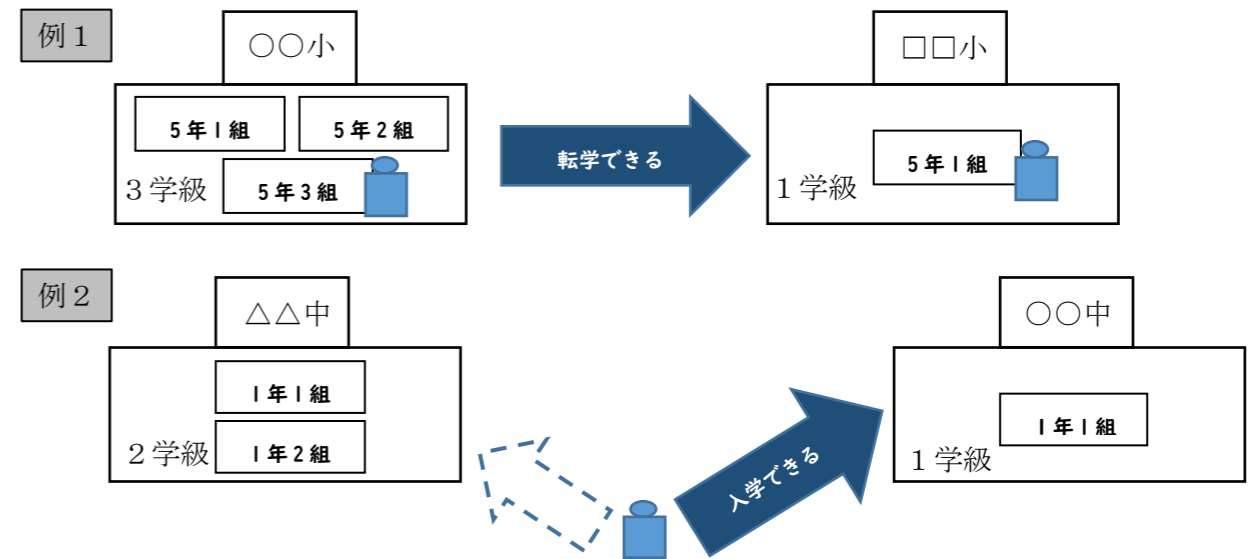 例１
○○小
□□小
５年１組
５年２組
３学級
５年３組
転学できる
５年１組
１学級
例２
△△中
○○中
１年１組
２学級
１年２組
入学できる
１年１組
１学級